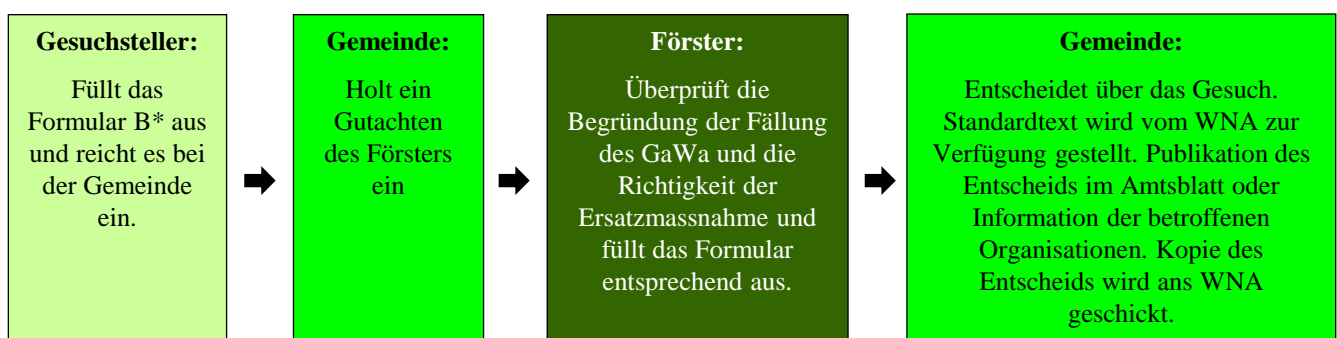 Gesuchsteller:
Füllt das
Formular B* aus
und reicht es bei
der Gemeinde
ein.
Gemeinde:
Holt ein
Gutachten
des Försters
ein
Förster:
Überprüft die
Begründung der Fällung
des GaWa und die
Richtigkeit der
Ersatzmassnahme und
füllt das Formular
entsprechend aus.
Gemeinde:
Entscheidet über das Gesuch.
Standardtext wird vom WNA zur
Verfügung gestellt. Publikation des
Entscheids im Amtsblatt oder
Information der betroffenen
Organisationen. Kopie des
Entscheids wird ans WNA
geschickt.